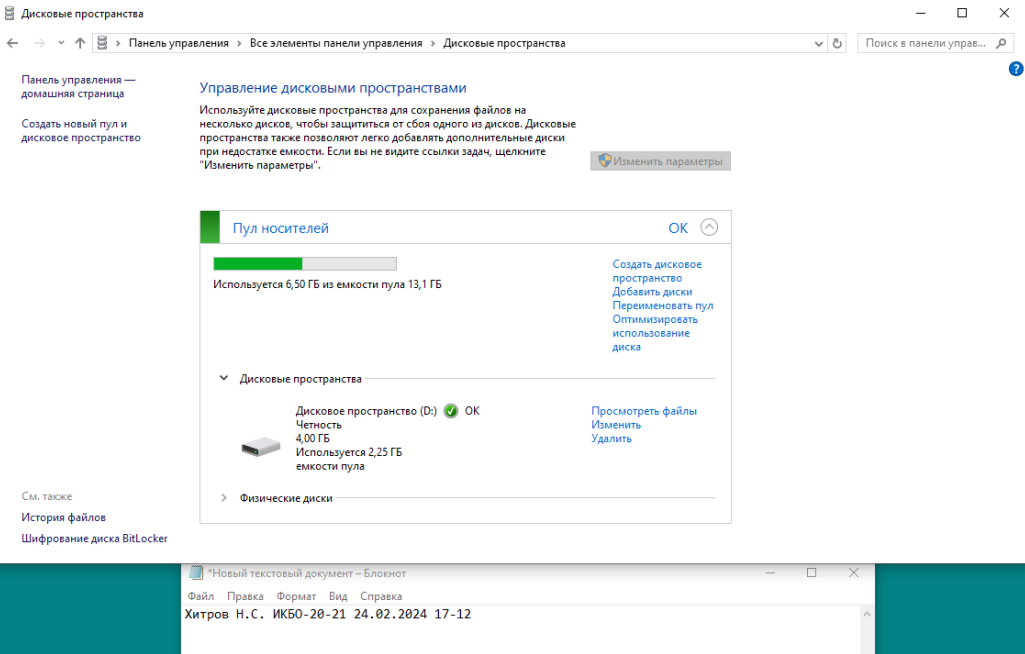 Дисковые пространства
Панель управления
Все элементы панели управления
Дисковые пространства
Поиск в панели управ...
Панель управления —
домашняя страница
Создать новый пул и
дисковое пространство
Управление дисковыми пространствами
Используйте дисковые пространства для сохранения файлов на
несколько дисков, чтобы защититься от сбоя одного из дисков. Дисковые
пространства также позволяют легко добавлять дополнительные диски
при недостатке емкости. Если вы не видите ссылки задач, щелкните
"Изменить параметры".
Изменить параметры
Пул носителей
ОК
Используется 6,50 ГБ из емкости пула 13,1 ГБ
Создать дисковое
пространство
Добавить диски
Переименовать пул
Оптимизировать
использование
диска
Дисковые пространства
Дисковое пространство (D:)
ОК
Четность
4,00 ГБ
Используется 2,25 ГБ
емкости пула
Просмотреть файлы
Изменить
Удалить
Физические диски
См. также
История файлов
Шифрование диска BitLocker
*Новый текстовый документ – Блокнот
Файл Правка Формат Вид Справка
Хитров Н.С. ИКБО-20-21 24.02.2024 17-12